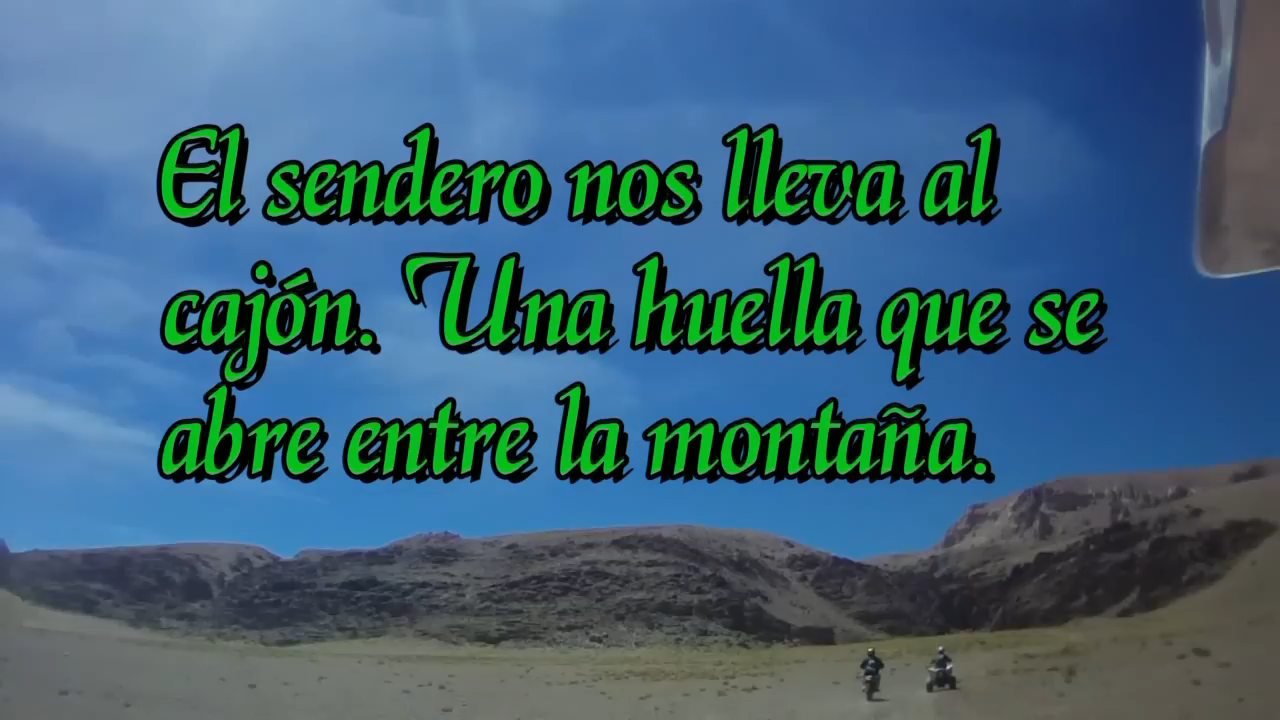 El sendero nos lleva al
cajón. Una huella que se
abre entre la montaña.